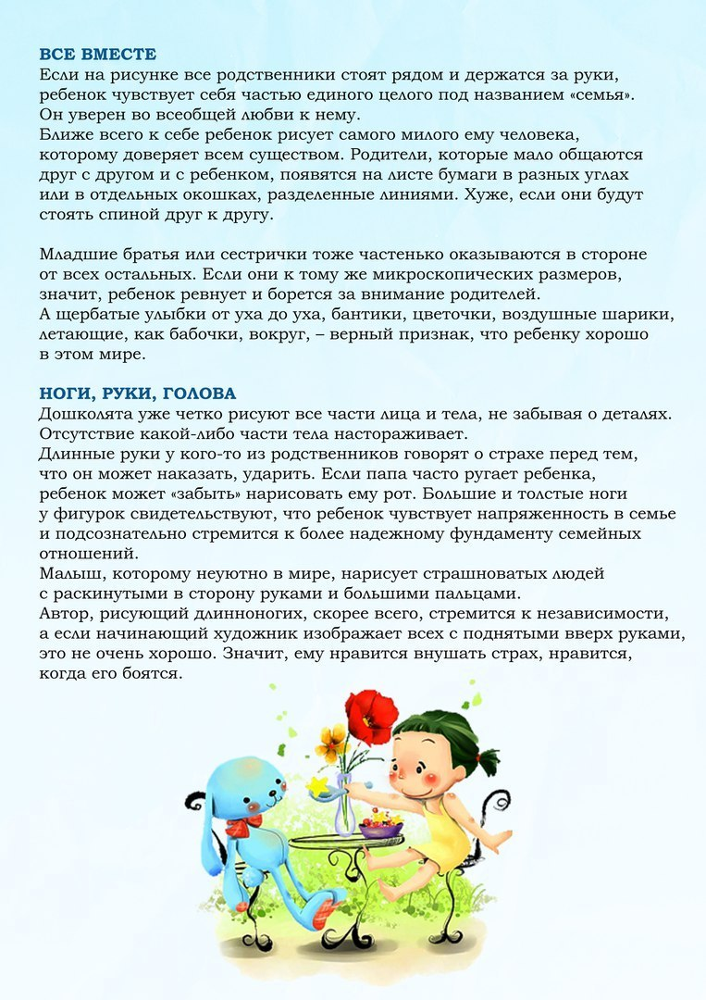 ВСЕ ВМЕСТЕ
Если на рисунке все родственники стоят рядом и держатся за руки,
ребенок чувствует себя частью единого целого под названием «семья».
Он уверен во всеобщей любви к нему.
Ближе всего к себе ребенок рисует самого милого ему человека,
которому доверяет всем существом. Родители, которые мало общаются
друг с другом и с ребенком, появятся на листе бумаги в разных углах
или в отдельных окошках, разделенные линиями. Хуже, если они будут
стоять спиной друг к другу.
Младшие братья или сестрички тоже частенько оказываются в стороне
от всех остальных. Если они к тому же микроскопических размеров,
значит, ребенок ревнует и борется за внимание родителей.
А щербатые улыбки от уха до уха, бантики, цветочки, воздушные шарики,
летающие, как бабочки, вокруг, – верный признак, что ребенку хорошо
в этом мире.
НОГИ, РУКИ, ГОЛОВА
Дошколята уже четко рисуют все части лица и тела, не забывая о деталях.
Отсутствие какой-либо части тела настораживает.
Длинные руки у кого-то из родственников говорят о страхе перед тем,
что он может наказать, ударить. Если папа часто ругает ребенка,
ребенок может «забыть» нарисовать ему рот. Большие и толстые ноги
у фигурок свидетельствуют, что ребенок чувствует напряженность в семье
и подсознательно стремится к более надежному фундаменту семейных
отношений.
Малыш, которому неуютно в мире, нарисует страшноватых людей
с раскинутыми в сторону руками и большими пальцами.
Автор, рисующий длинноногих, скорее всего, стремится к независимости,
а если начинающий художник изображает всех с поднятыми вверх руками,
это не очень хорошо. Значит, ему нравится внушать страх, нравится,
когда его боятся.